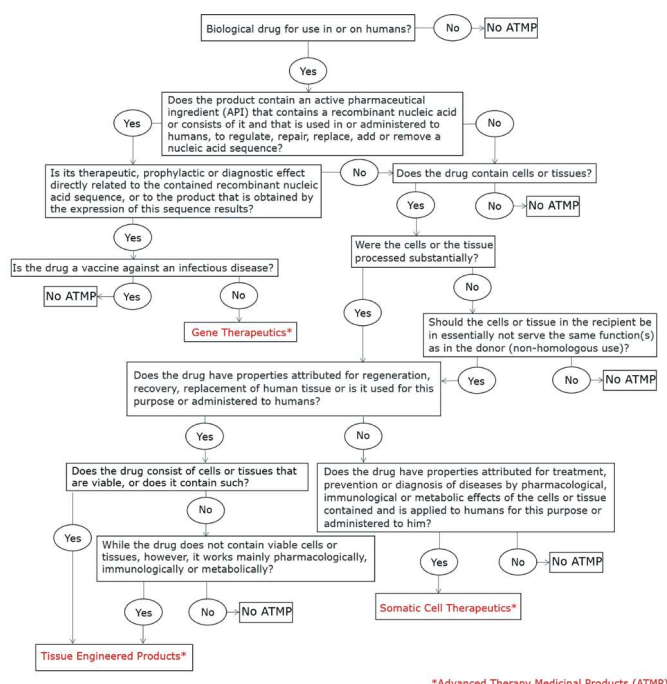 Biological drug for use in or on humans?
No
No ATMP
Yes
Does the product contain an active pharmaceutical
ingredient (API) that contains a recombinant nucleic acid
or consists of it and that is used in or administered to
humans, to regulate, repair, replace, add or remove a
nucleic acid sequence?
Yes
No
Is its therapeutic, prophylactic or diagnostic effect
directly related to the contained recombinant nucleic
acid sequence, or to the product that is obtained by
the expression of this sequence results?
No
Does the drug contain cells or tissues?
Yes
No
No ATMP
Yes
Were the cells or the tissue
processed substantially?
Is the drug a vaccine against an infectious disease?
No ATMP
Yes
No
Yes
No
Gene Therapeutics*
Should the cells or tissue in the recipient be
in essentially not serve the same function(s)
as in the donor (non-homologous use)?
Does the drug have properties attributed for regeneration,
recovery, replacement of human tissue or is it used for this
purpose or administered to humans?
Yes
No
No ATMP
Yes
No
Does the drug consist of cells or tissues that
are viable, or does it contain such?
Does the drug have properties attributed for treatment,
prevention or diagnosis of diseases by pharmacological,
immunological or metabolic effects of the cells or tissue
contained and is applied to humans for this purpose or
administered to him?
No
Yes
While the drug does not contain viable cells or
tissues, however, it works mainly pharmacologically,
immunologically or metabolically?
Yes
No
No ATMP
Yes
No
No ATMP
Somatic Cell Therapeutics*
Tissue Engineered Products*
*Advanced Therapy Medicinal Products (ATMP)